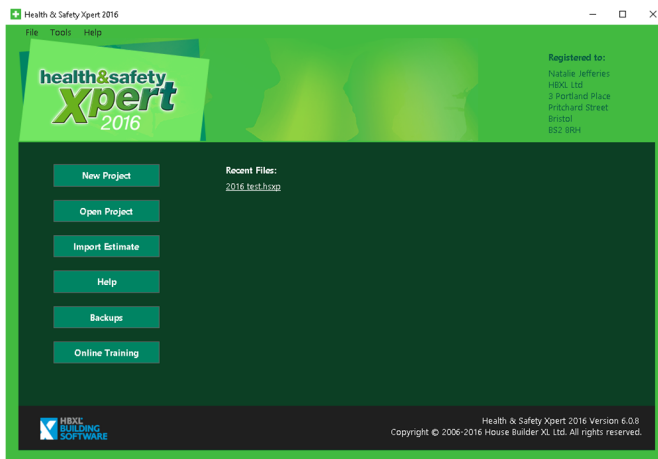 Health & Safety Xpert 2016
File Tools Help
health&safety
xpert
2016
Registered to:
Natalie Jefferies
HBXL Ltd
3 Portland Place
Pritchard Street
Bristol
BS2 8RH
New Project
Open Project
Import Estimate
Help
Backups
Online Training
Recent Files:
2016 test.hsxp
HBXL
BUILDING
SOFTWARE
Health & Safety Xpert 2016 Version 6.0.8
Copyright © 2006-2016 House Builder XL Ltd. All rights reserved.